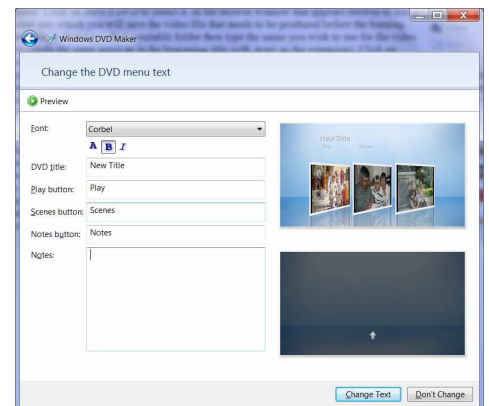 Windows DVD Maker
Change the DVD menu text
Preview
Font: Corbel
A B I
DVD title: New Title
Play button: Play
Scenes button: Scenes
Notes button: Notes
Notes:
New Title
Play Scenes
Change Text Don't Change